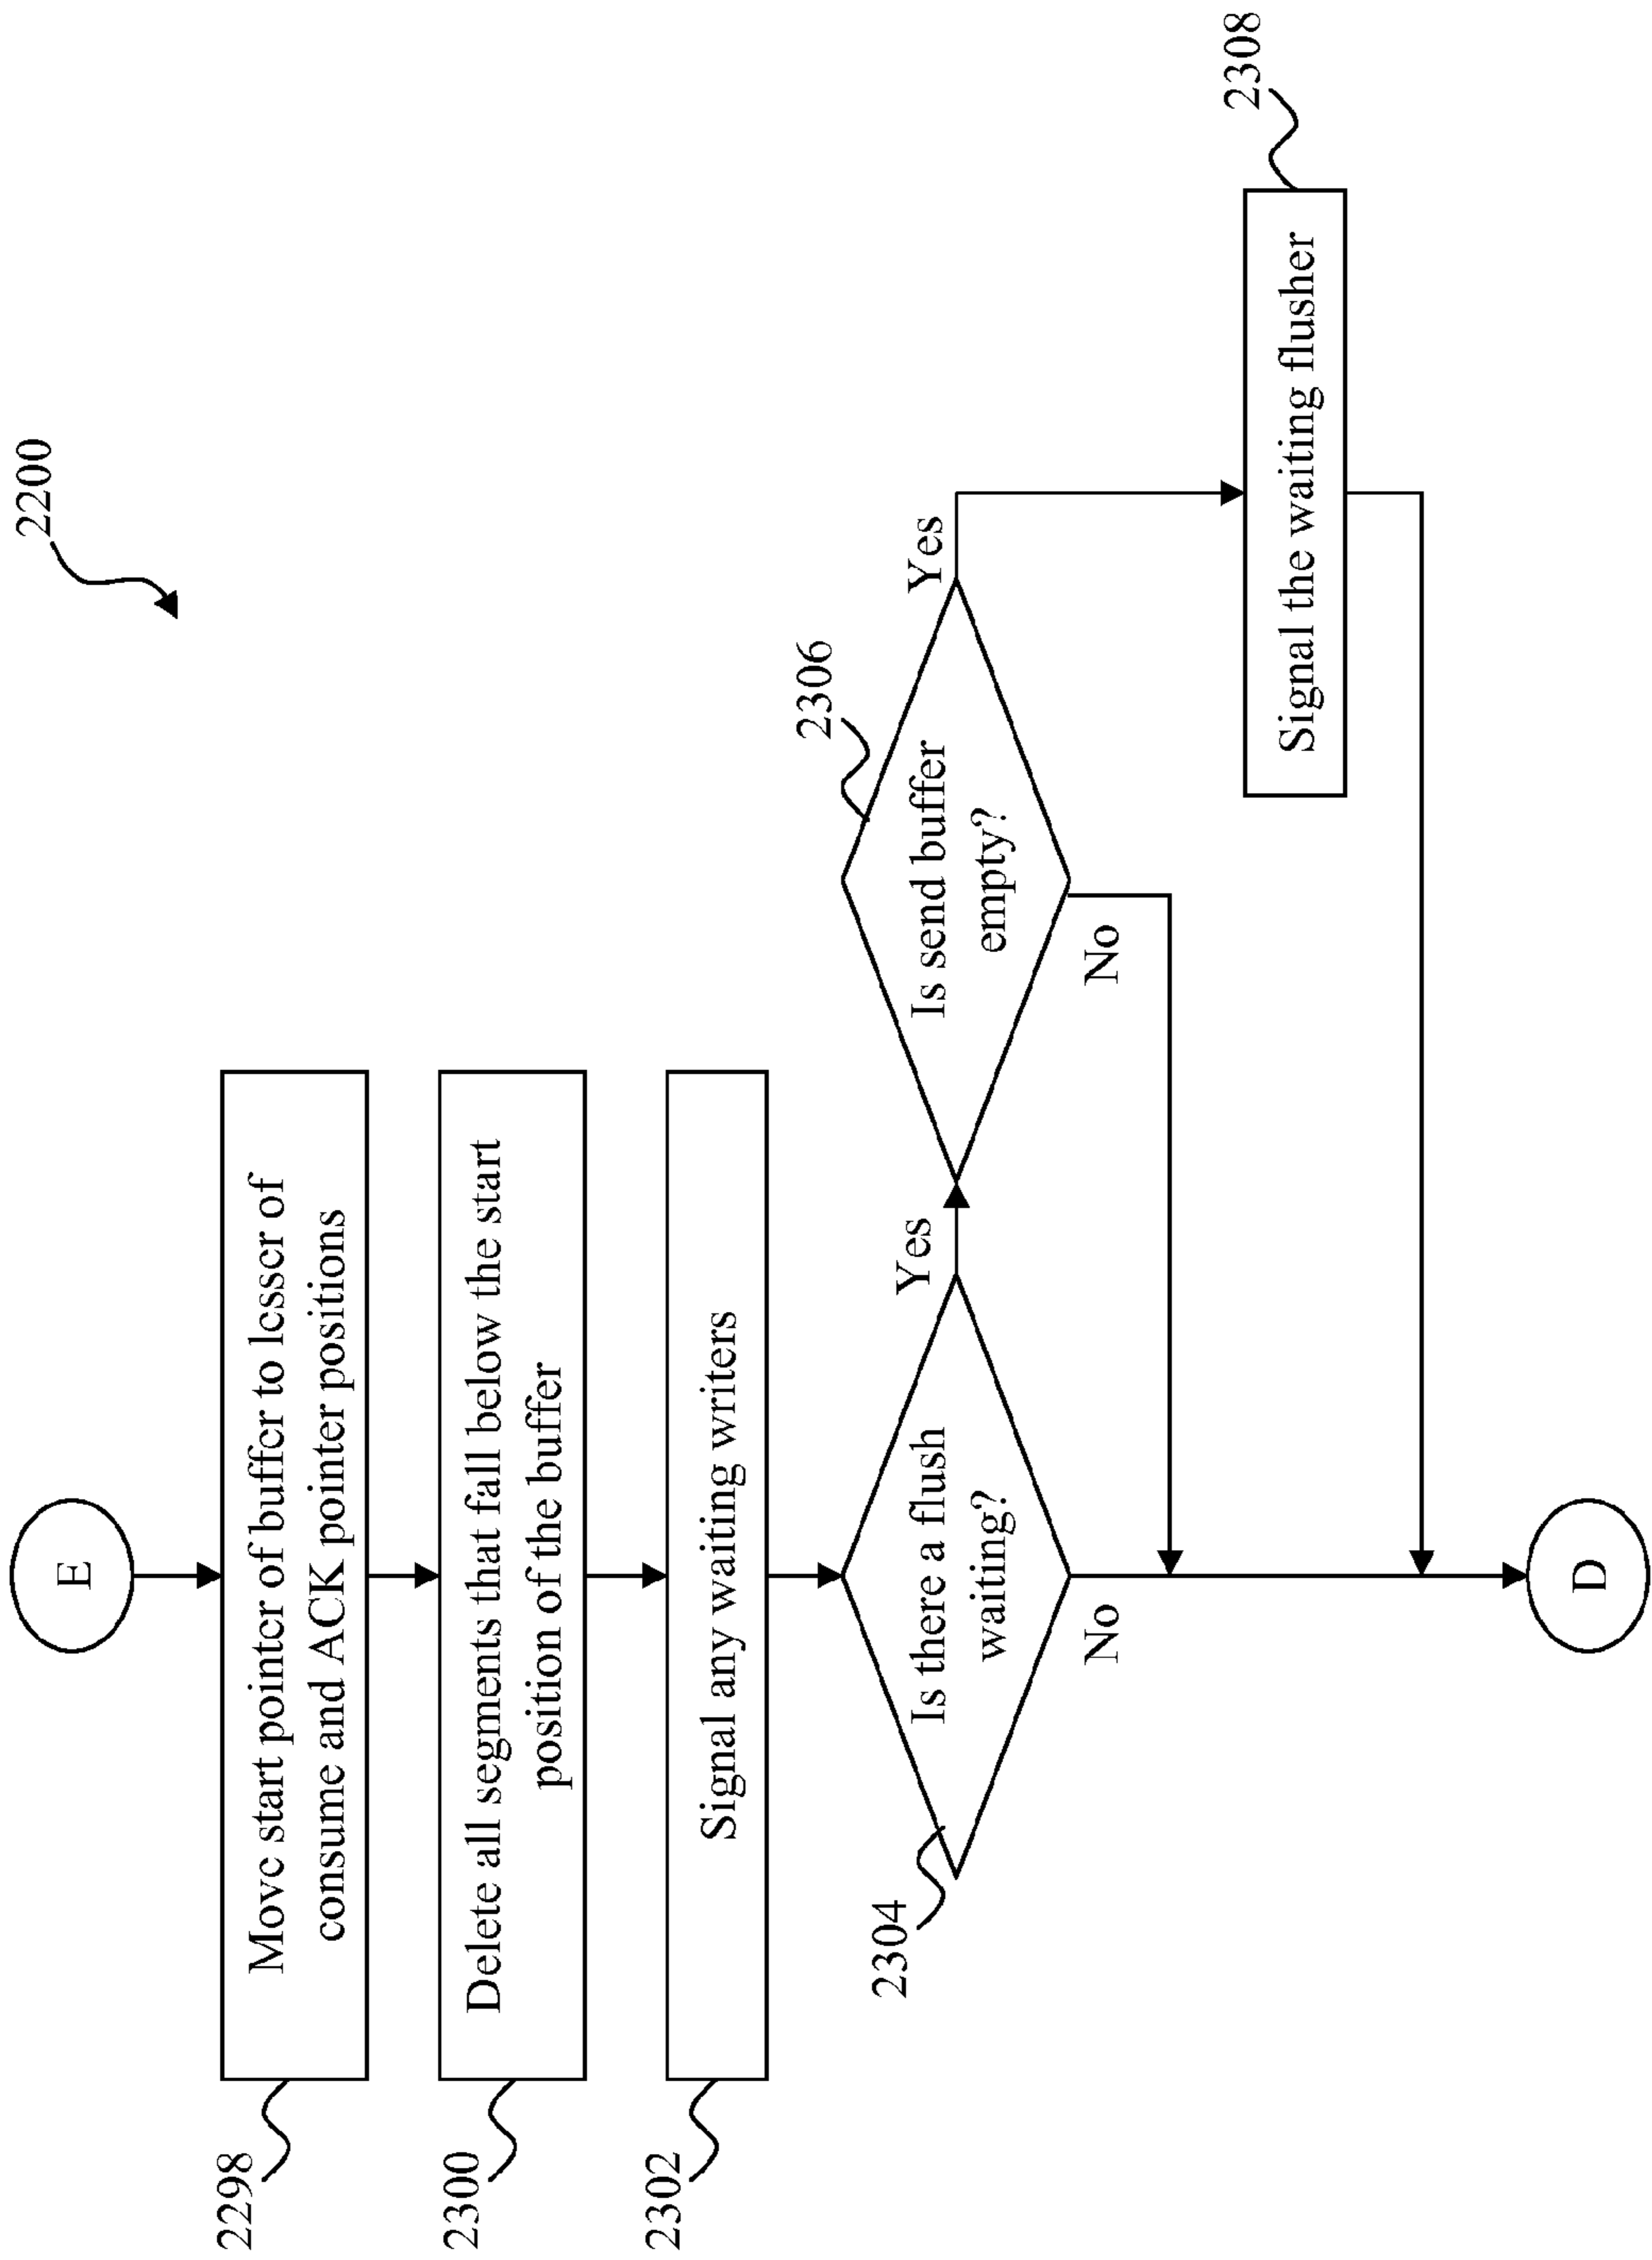 2200
E
2298
Move start pointer of buffer to lesser of
consume and ACK pointer positions
2300
Delete all segments that fall below the start
position of the buffer
2302
Signal any waiting writers
2304
Is there a flush
waiting?
Yes
No
2306
Is send buffer
empty?
Yes
No
2308
Signal the waiting flusher
D